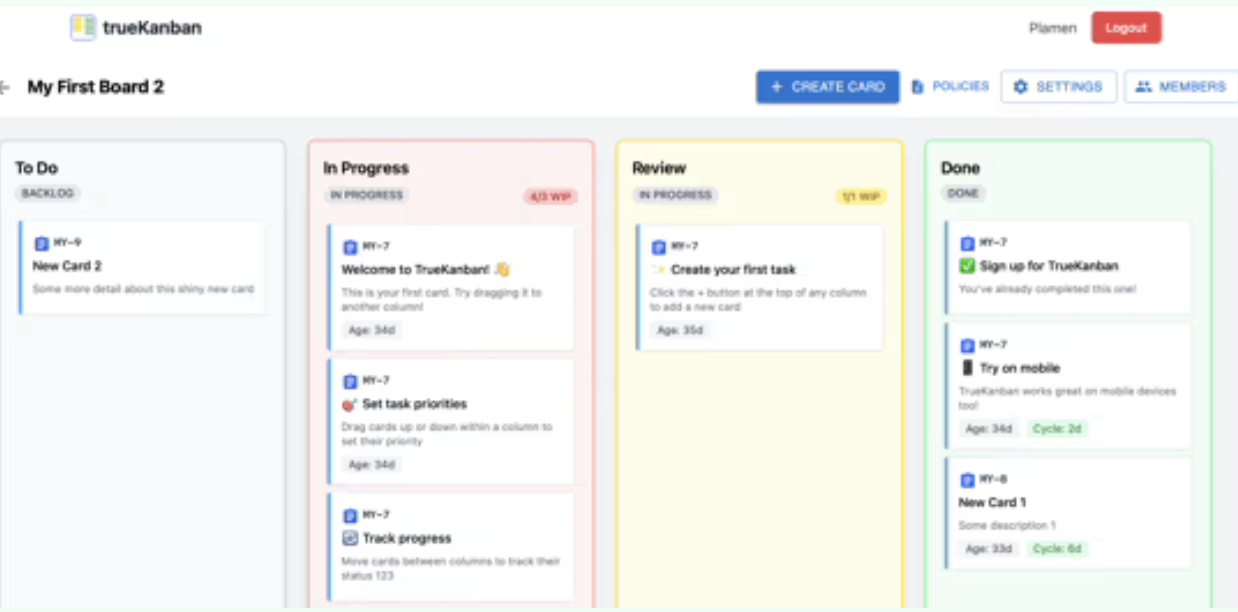 trueKanban
Plamen
Logout
My First Board 2
+ CREATE CARD
POLICIES
SETTINGS
MEMBERS
To Do
BACKLOG
MY-9
New Card 2
Some more detail about this shiny new card
In Progress
IN PROGRESS
4/3 WIP
MY-7
Welcome to TrueKanban! 👋
This is your first card. Try dragging it to
another column!
Age: 34d
MY-7
🎯 Set task priorities
Drag cards up or down within a column to
set their priority
Age: 34d
MY-7
Track progress
Move cards between columns to track their
status 123
Review
IN PROGRESS
1/1 WIP
MY-7
✨ Create your first task
Click the + button at the top of any column
to add a new card
Age: 35d
Done
DONE
MY-7
✅ Sign up for TrueKanban
You've already completed this one!
MY-7
📱 Try on mobile
TrueKanban works great on mobile devices
too!
Age: 34d
Cycle: 2d
MY-8
New Card 1
Some description 1
Age: 33d
Cycle: 6d